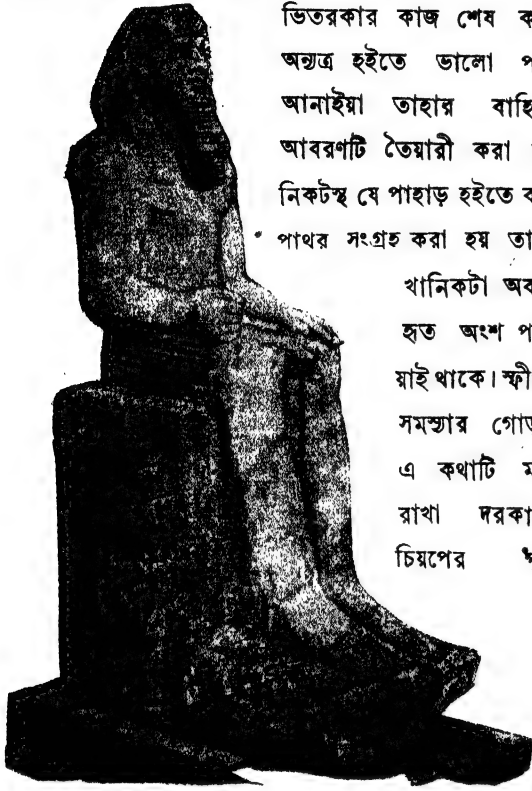 ভিতরকার কাজ শেষ ক
অন্যত্র হইতে ভালো প
আনাইয়া তাহার বাহি
আবরণটি তৈয়ারী করা
নিকটস্থ যে পাহাড় হইতে ব
পাথর সংগ্রহ করা হয় তা
খানিকটা অব
হৃত অংশ প
য়াই থাকে। স্ফী
সমস্যার গোড
এ কথাটি ম
রাখা দরকা
চিয়পের